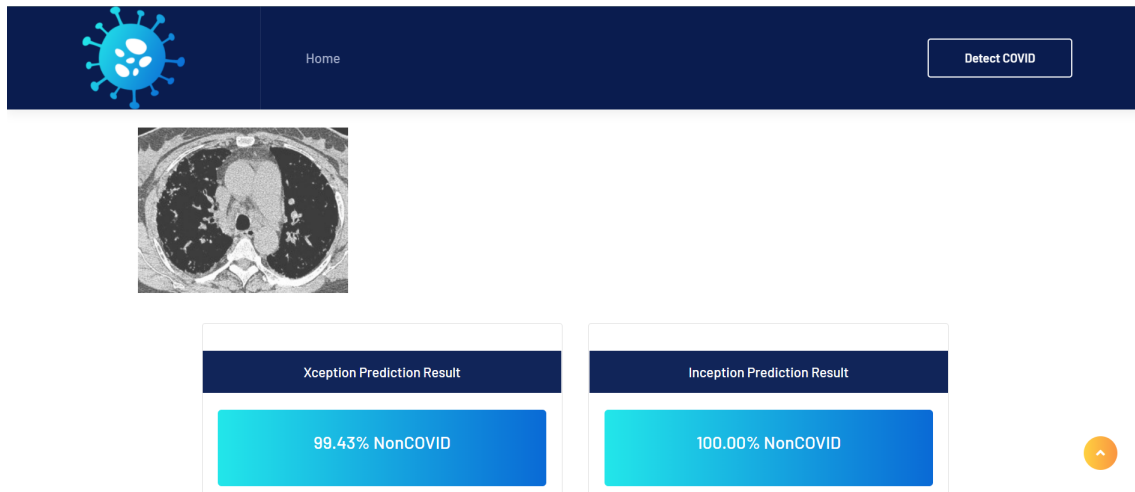 Home
Detect COVID
Xception Prediction Result
Inception Prediction Result
99.43% NonCOVID
100.00% NonCOVID